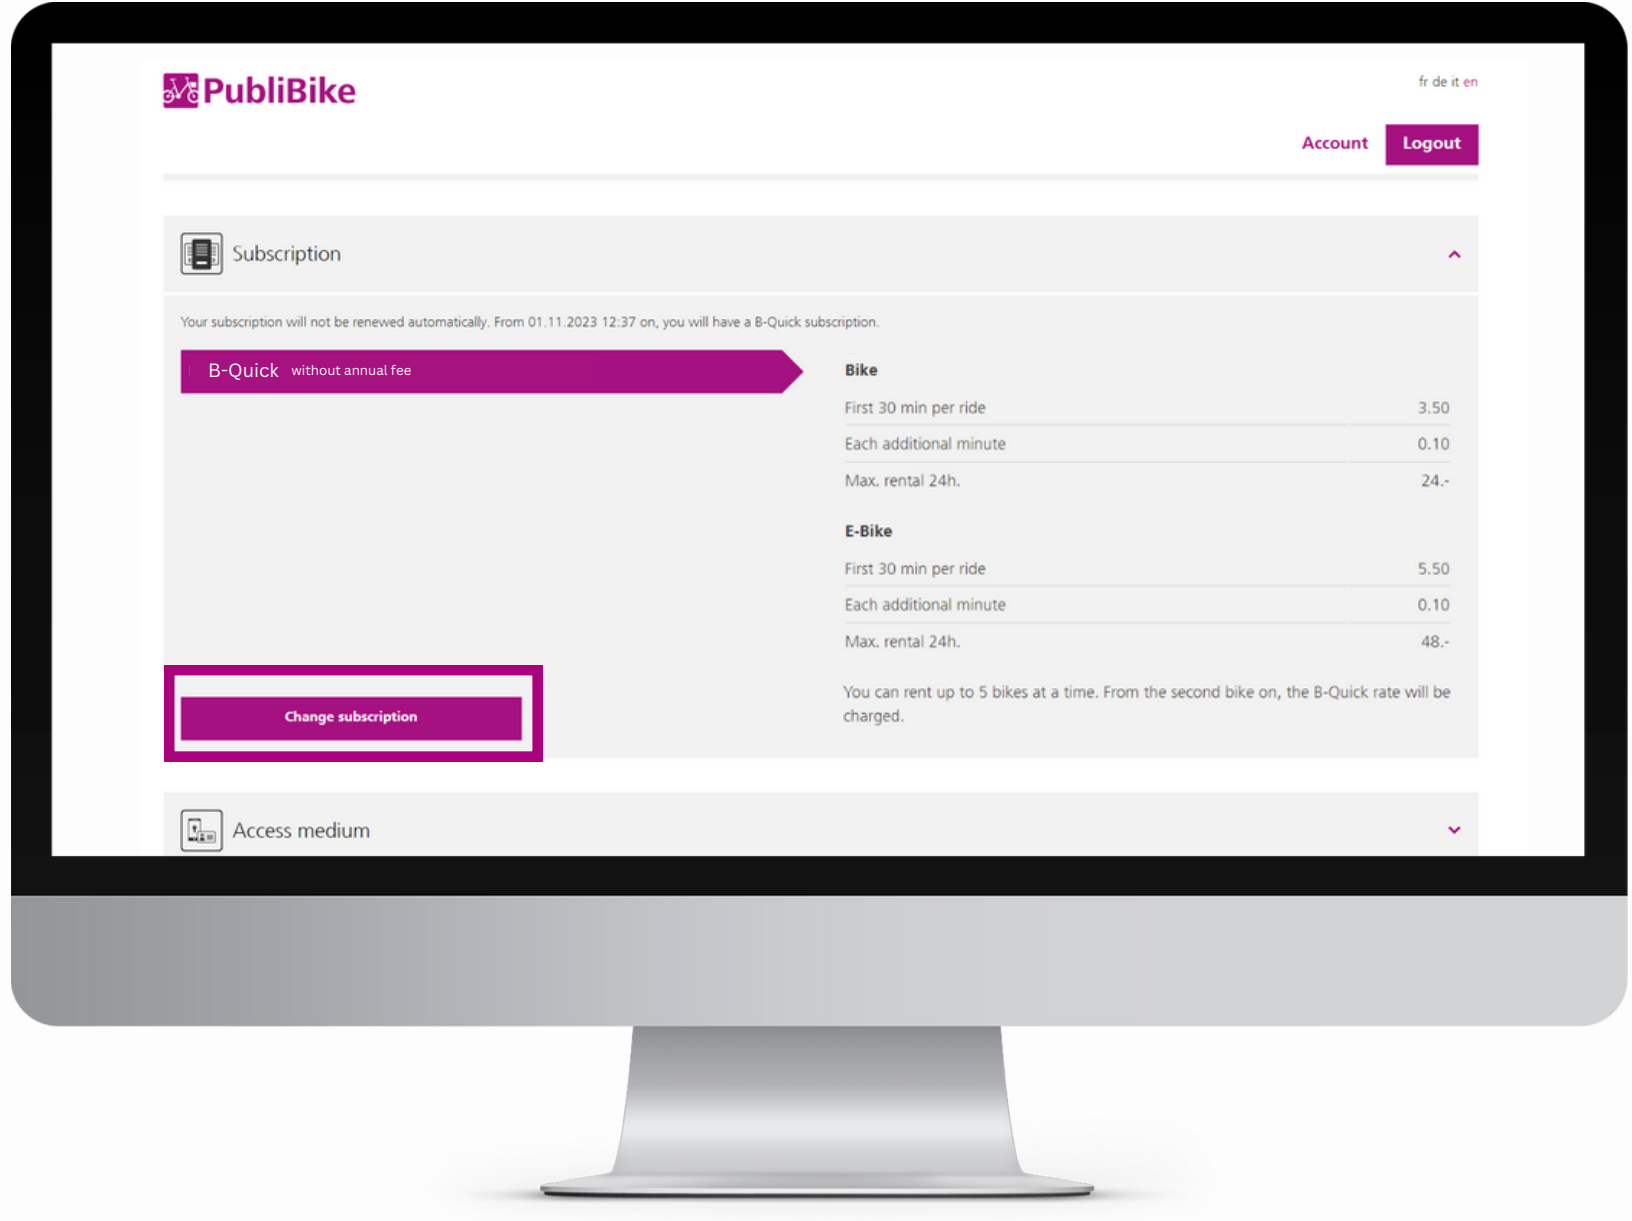 PubliBike
fr de it en
Account
Logout
Subscription
Your subscription will not be renewed automatically. From 01.11.2023 12:37 on, you will have a B-Quick subscription.
B-Quick without annual fee
Bike
First 30 min per ride 3.50
Each additional minute 0.10
Max. rental 24h. 24.-
E-Bike
First 30 min per ride 5.50
Each additional minute 0.10
Max. rental 24h. 48.-
You can rent up to 5 bikes at a time. From the second bike on, the B-Quick rate will be
charged.
Change subscription
Access medium